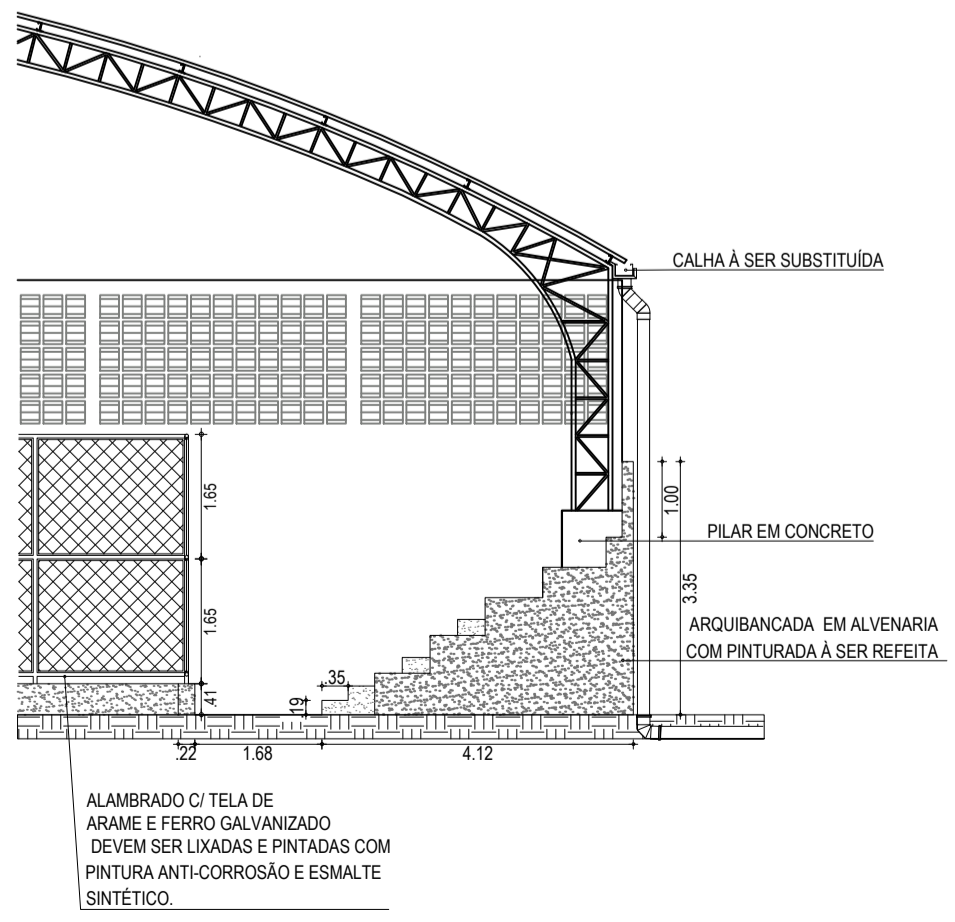 CALHA À SER SUBSTITUÍDA
1.65
1.00
PILAR EM CONCRETO
3.35
1.65
ARQUIBANCADA EM ALVENARIA
COM PINTURADA À SER REFEITA
.35
.41
.19
.22
1.68
4.12
ALAMBRADO C/ TELA DE
ARAME E FERRO GALVANIZADO
DEVEM SER LIXADAS E PINTADAS COM
PINTURA ANTI-CORROSÃO E ESMALTE
SINTÉTICO.